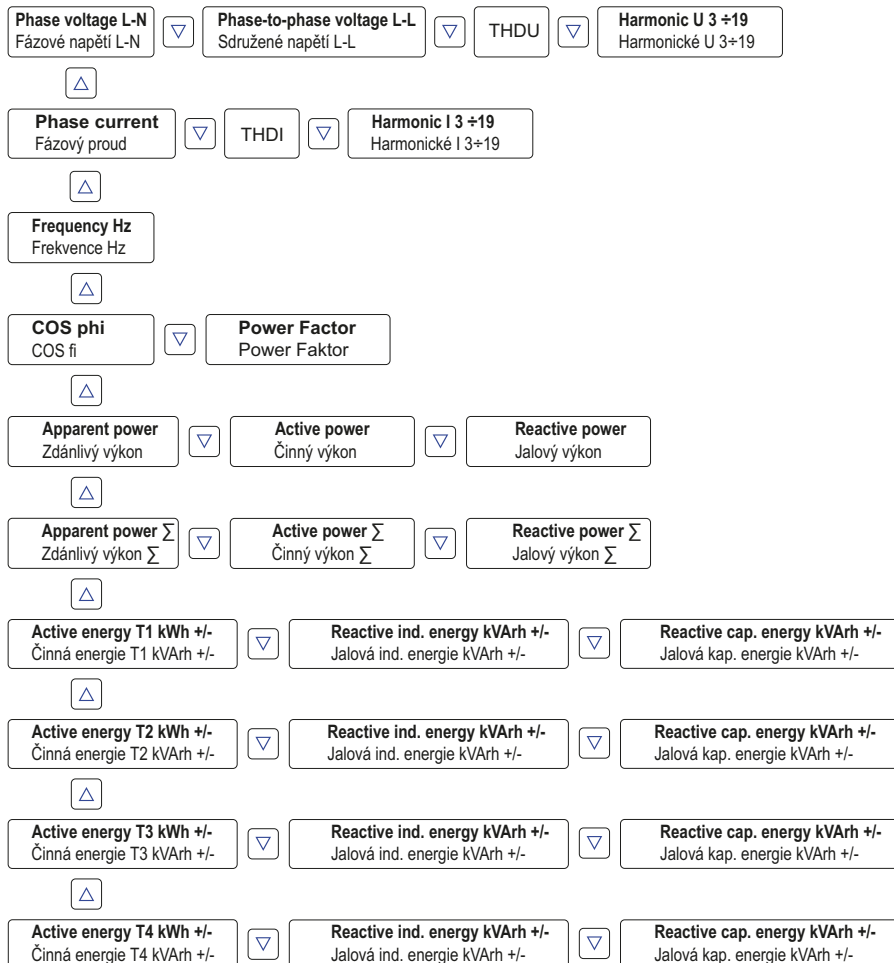 Phase voltage L-N
Fázové napětí L-N
Phase-to-phase voltage L-L
Sdružené napětí L-L
THDU
Harmonic U 3 ÷19
Harmonické U 3÷19
Phase current
Fázový proud
THDI
Harmonic I 3 ÷19
Harmonické I 3÷19
Frequency Hz
Frekvence Hz
COS phi
COS fi
Power Factor
Power Faktor
Apparent power
Zdánlivý výkon
Active power
Činný výkon
Reactive power
Jalový výkon
Apparent power ∑
Zdánlivý výkon ∑
Active power ∑
Činný výkon ∑
Reactive power ∑
Jalový výkon ∑
Active energy T1 kWh +/-
Činná energie T1 kVArh +/-
Reactive ind. energy kVArh +/-
Jalová ind. energie kVArh +/-
Reactive cap. energy kVArh +/-
Jalová kap. energie kVArh +/-
Active energy T2 kWh +/-
Činná energie T2 kVArh +/-
Reactive ind. energy kVArh +/-
Jalová ind. energie kVArh +/-
Reactive cap. energy kVArh +/-
Jalová kap. energie kVArh +/-
Active energy T3 kWh +/-
Činná energie T3 kVArh +/-
Reactive ind. energy kVArh +/-
Jalová ind. energie kVArh +/-
Reactive cap. energy kVArh +/-
Jalová kap. energie kVArh +/-
Active energy T4 kWh +/-
Činná energie T4 kVArh +/-
Reactive ind. energy kVArh +/-
Jalová ind. energie kVArh +/-
Reactive cap. energy kVArh +/-
Jalová kap. energie kVArh +/-